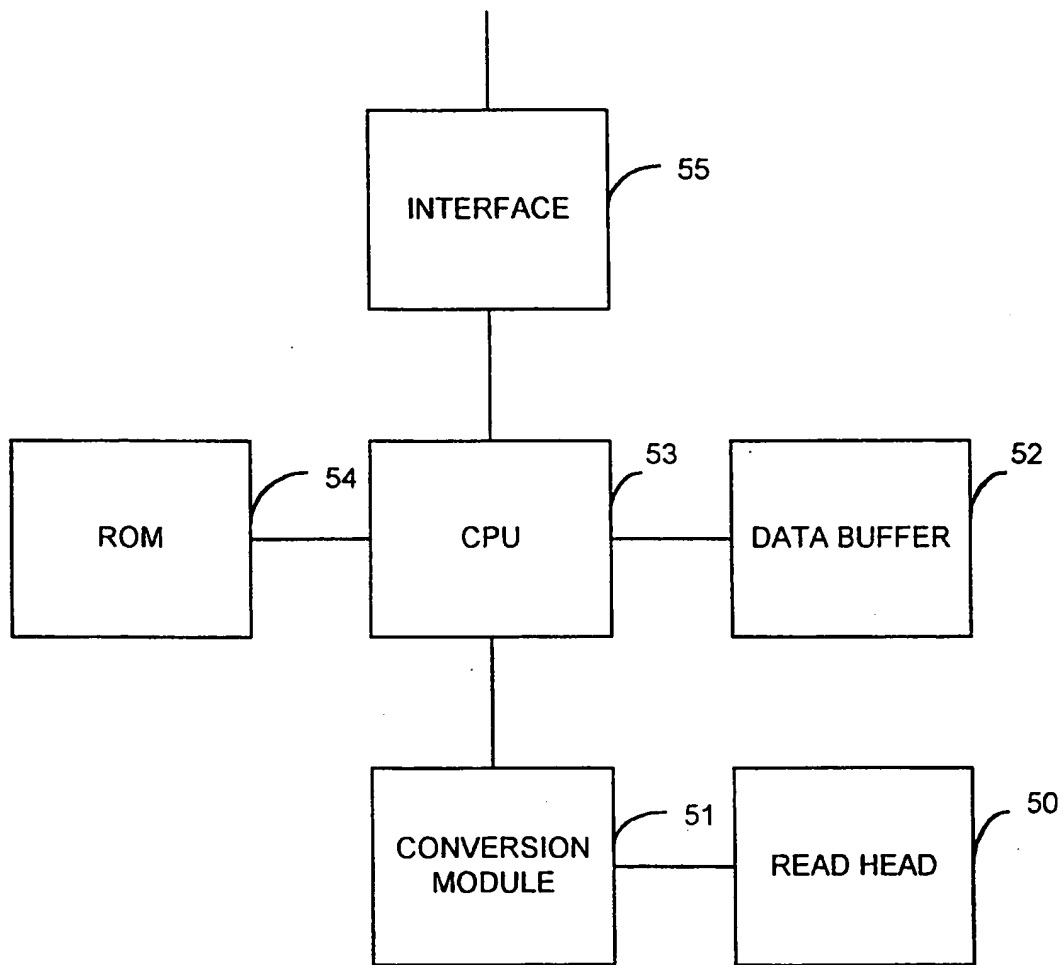 55
INTERFACE
54
53
52
ROM
CPU
DATA BUFFER
51
50
CONVERSION
MODULE
READ HEAD